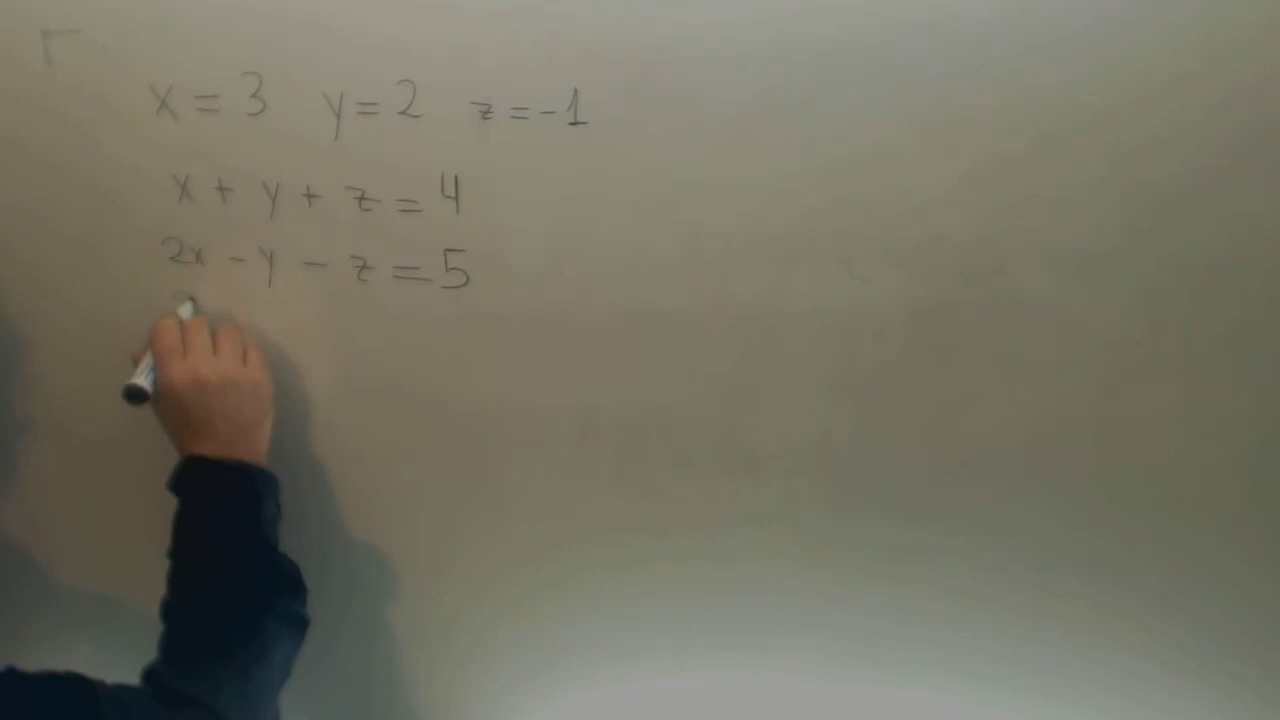 x = 3 y = 2 z = -1
x + y + z = 4
2x - y - z = 5